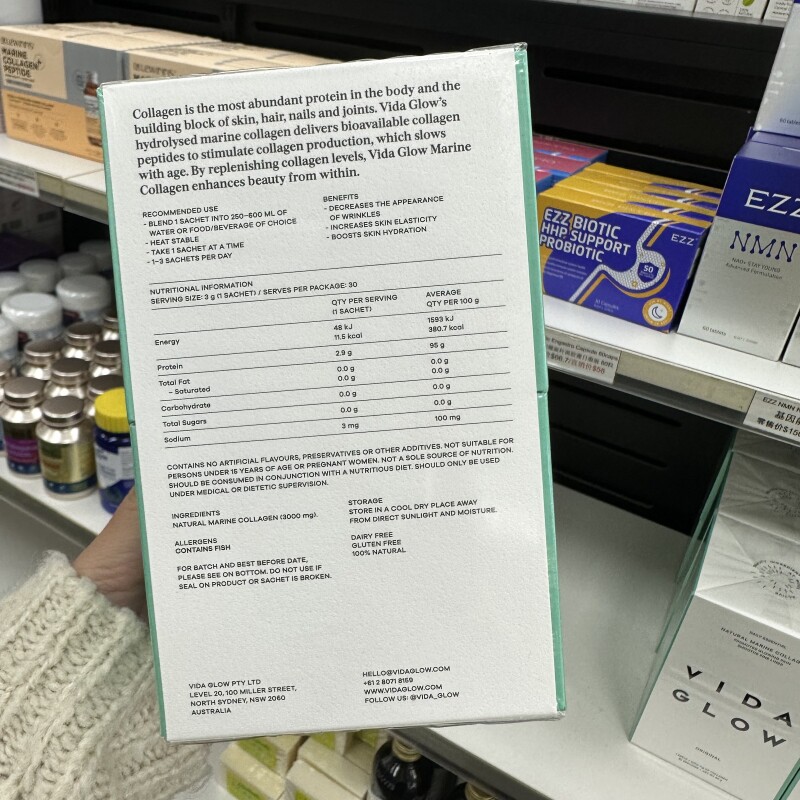 Collagen is the most abundant protein in the body and the
building block of skin, hair, nails and joints. Vida Glow's
hydrolysed marine collagen delivers bioavailable collagen
peptides to stimulate collagen production, which slows
with age. By replenishing collagen levels, Vida Glow Marine
Collagen enhances beauty from within.
RECOMMENDED USE
- BLEND 1 SACHET INTO 250–600 ML OF
WATER OR FOOD/BEVERAGE OF CHOICE
- HEAT STABLE
- TAKE 1 SACHET AT A TIME
- 1–3 SACHETS PER DAY
BENEFITS
- DECREASES THE APPEARANCE
OF WRINKLES
- INCREASES SKIN ELASTICITY
- BOOSTS SKIN HYDRATION
NUTRITIONAL INFORMATION
SERVING SIZE: 3 g (1 SACHET) / SERVES PER PACKAGE: 30
QTY PER SERVING
(1 SACHET)
AVERAGE
QTY PER 100 g
Energy 48 kJ 1593 kJ
11.5 kcal 380.7 kcal
Protein 2.9 g 95 g
Total Fat 0.0 g 0.0 g
– Saturated 0.0 g 0.0 g
Carbohydrate 0.0 g 0.0 g
Total Sugars 0.0 g 0.0 g
Sodium 3 mg 100 mg
CONTAINS NO ARTIFICIAL FLAVOURS, PRESERVATIVES OR OTHER ADDITIVES. NOT SUITABLE FOR
PERSONS UNDER 15 YEARS OF AGE OR PREGNANT WOMEN. NOT A SOLE SOURCE OF NUTRITION.
SHOULD BE CONSUMED IN CONJUNCTION WITH A NUTRITIOUS DIET. SHOULD ONLY BE USED
UNDER MEDICAL OR DIETETIC SUPERVISION.
INGREDIENTS
NATURAL MARINE COLLAGEN (3000 mg).
ALLERGENS
CONTAINS FISH
FOR BATCH AND BEST BEFORE DATE,
PLEASE SEE ON BOTTOM. DO NOT USE IF
SEAL ON PRODUCT OR SACHET IS BROKEN.
STORAGE
STORE IN A COOL DRY PLACE AWAY
FROM DIRECT SUNLIGHT AND MOISTURE.
DAIRY FREE
GLUTEN FREE
100% NATURAL
VIDA GLOW PTY LTD
LEVEL 20, 100 MILLER STREET,
NORTH SYDNEY, NSW 2060
AUSTRALIA
HELLO@VIDAGLOW.COM
+61 2 8071 8159
WWW.VIDAGLOW.COM
FOLLOW US: @VIDA_GLOW
MARINE
COLLAGEN
PEPTIDE
EZZ BIOTIC
HHP SUPPORT
PROBIOTIC
EZZ
50
EZZ
NMN
NAD+ STAY YOUNG
Advanced Formulation
60 tablets
EZZ NMN
NATURAL MARINE COLLAGEN
VIDA
GLOW
ORIGINAL